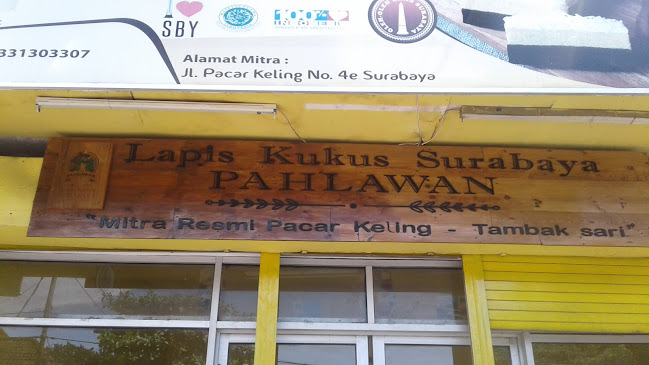 I
SBY
100%
331303307
Alamat Mitra :
Jl. Pacar Keling No. 4e Surabaya
Lapis Kukus Surabaya
PAHLAWAN
"Mitra Resmi Pacar Keling - Tambak sari"